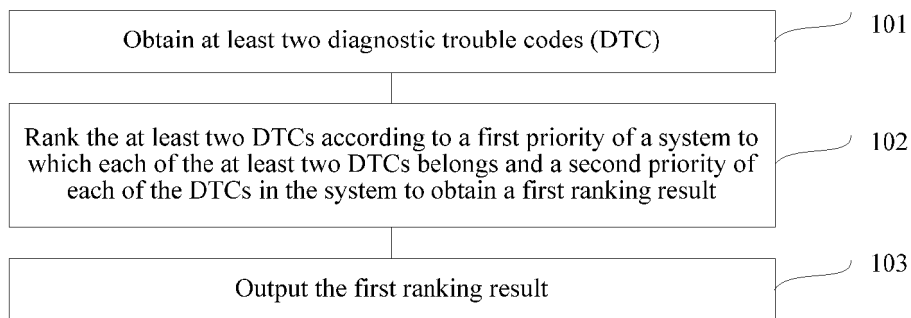 Obtain at least two diagnostic trouble codes (DTC)
101
Rank the at least two DTCs according to a first priority of a system to
which each of the at least two DTCs belongs and a second priority of
each of the DTCs in the system to obtain a first ranking result
102
Output the first ranking result
103